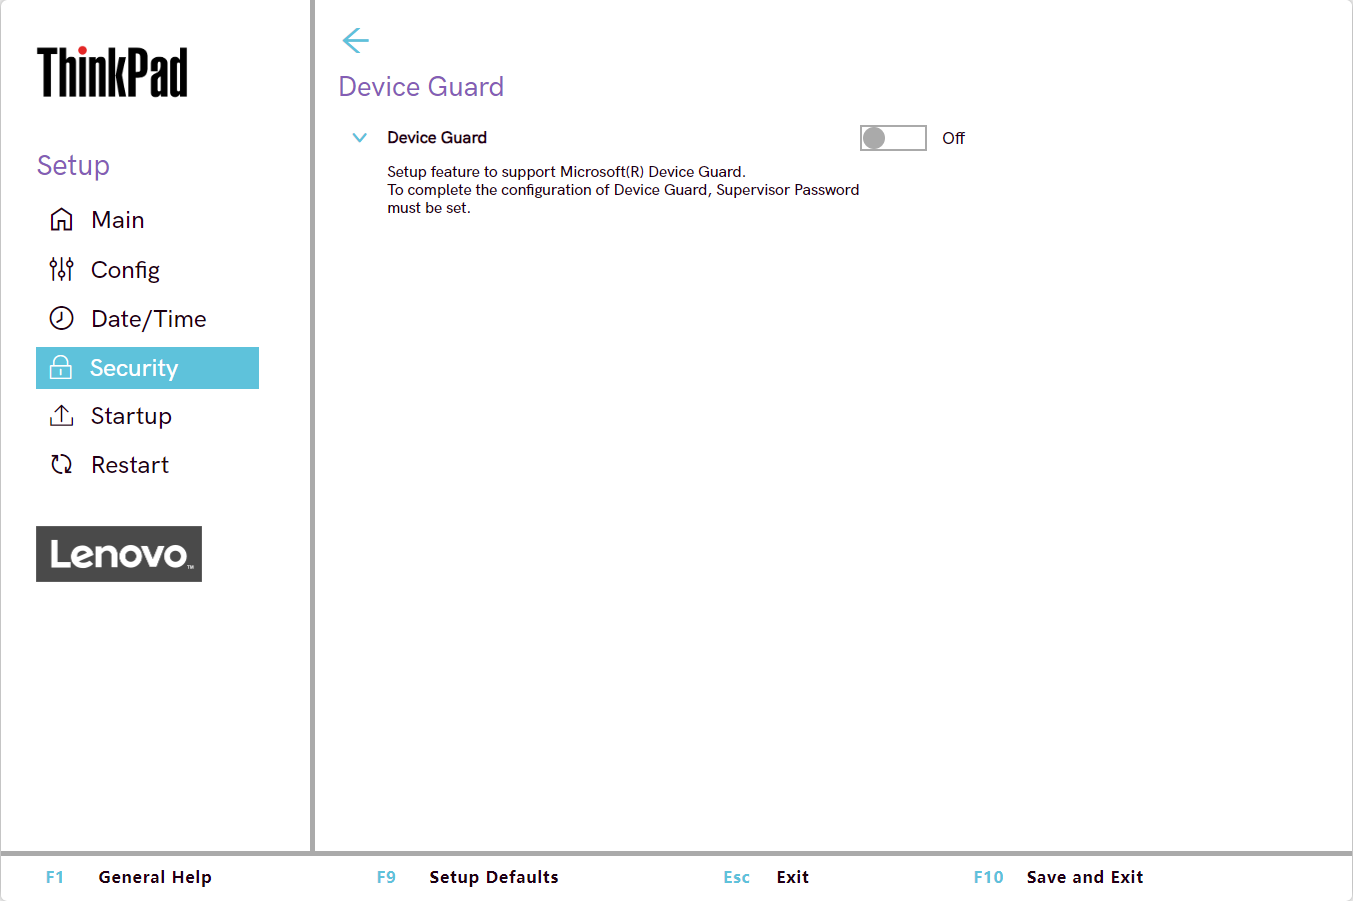 ThinkPad
Setup
Main
Config
Date/Time
Security
Startup
Restart
Lenovo™
Device Guard
Device Guard
Off
Setup feature to support Microsoft(R) Device Guard.
To complete the configuration of Device Guard, Supervisor Password
must be set.
F1 General Help
F9 Setup Defaults
Esc Exit
F10 Save and Exit